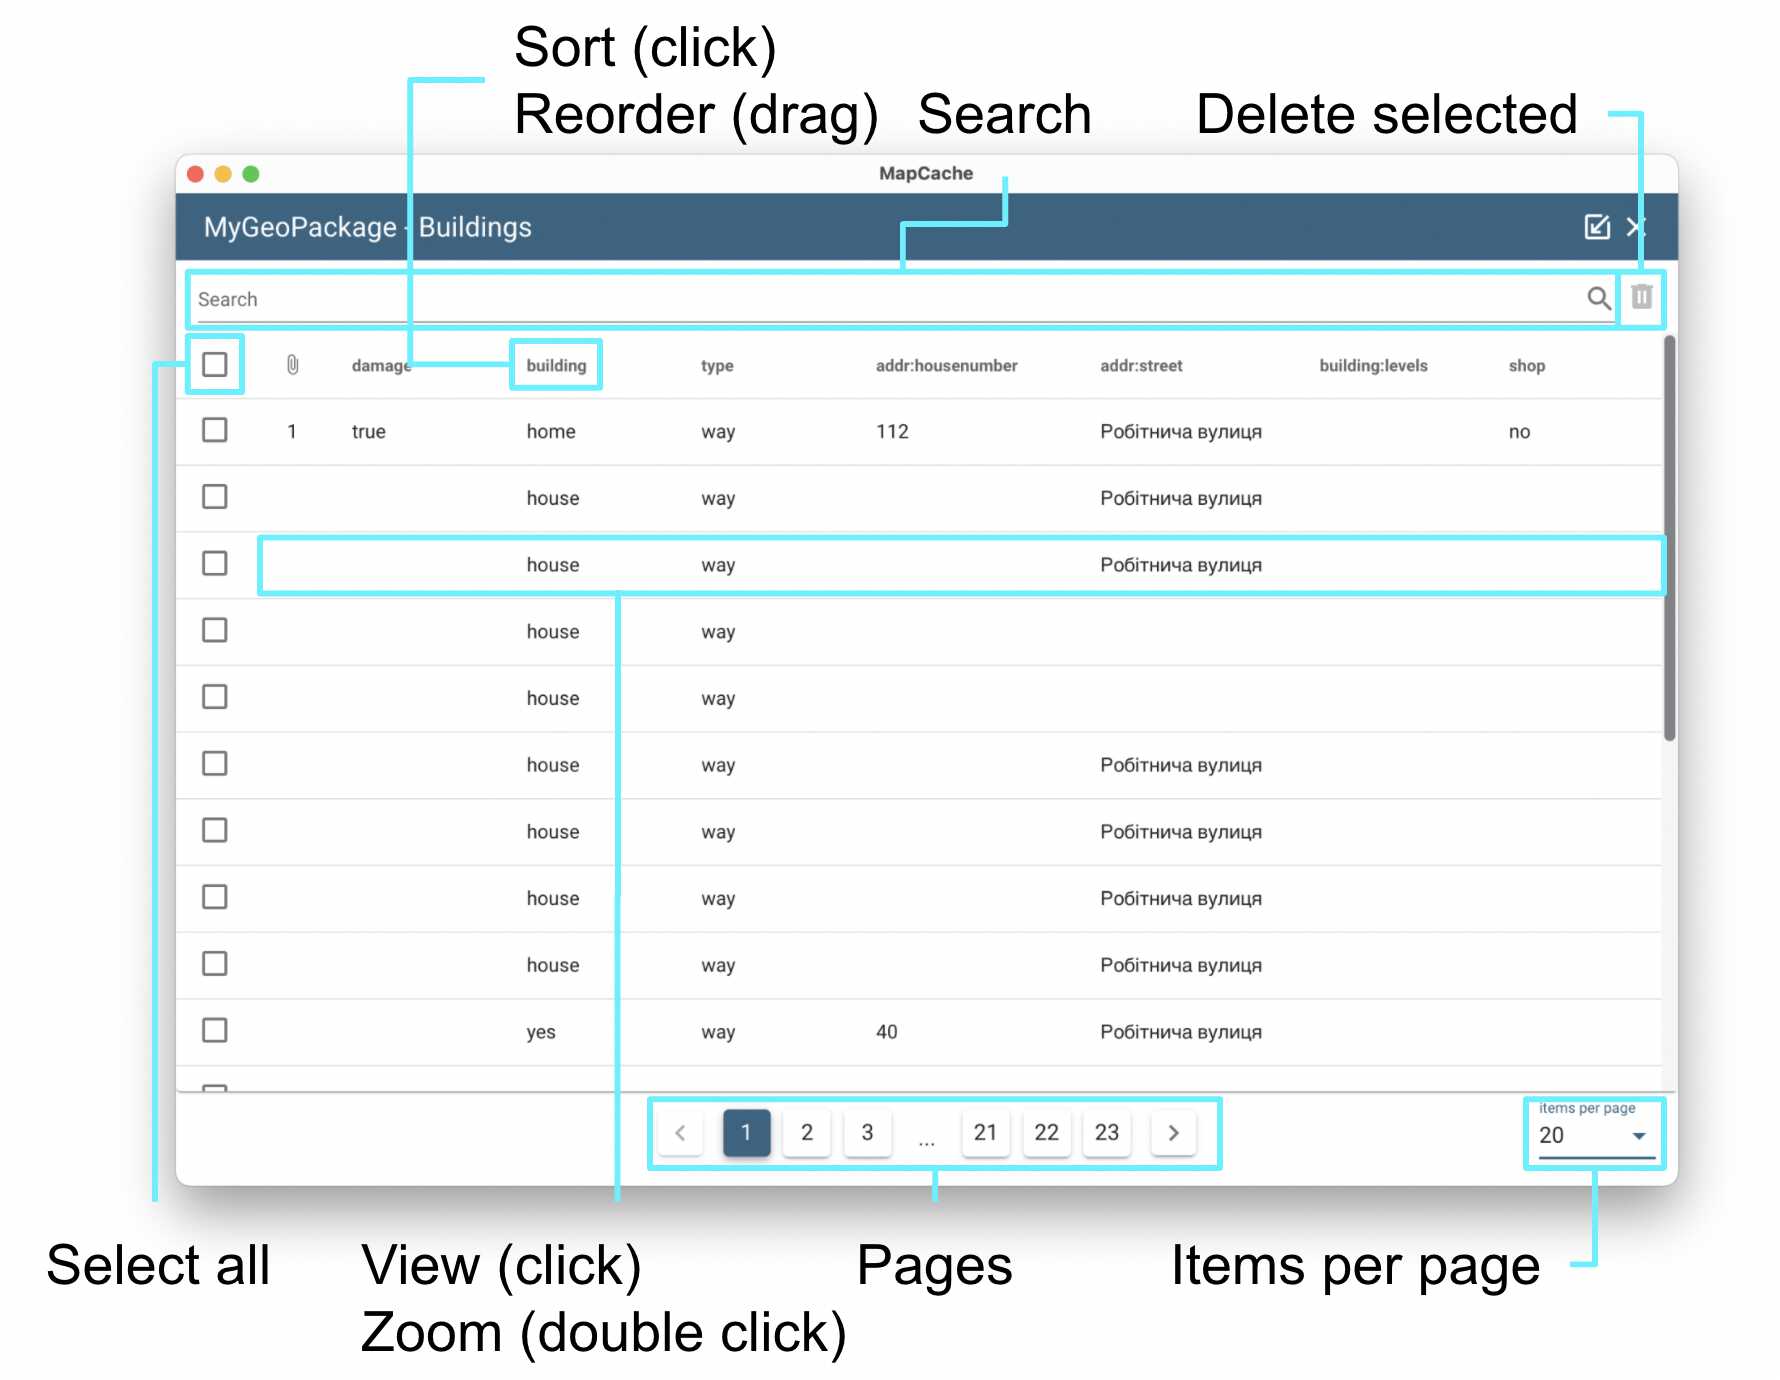 Sort (click)
Reorder (drag) Search Delete selected
MapCache
MyGeoPackage - Buildings
Search
damage building type addr:housenumber addr:street building:levels shop
1 true home way 112 Робітнича вулиця no
house way Робітнича вулиця
house way Робітнича вулиця
house way
house way
house way Робітнича вулиця
house way Робітнича вулиця
house way Робітнича вулиця
house way Робітнича вулиця
yes way 40 Робітнича вулиця
items per page
1 2 3 ... 21 22 23 20
Select all View (click) Pages Items per page
Zoom (double click)